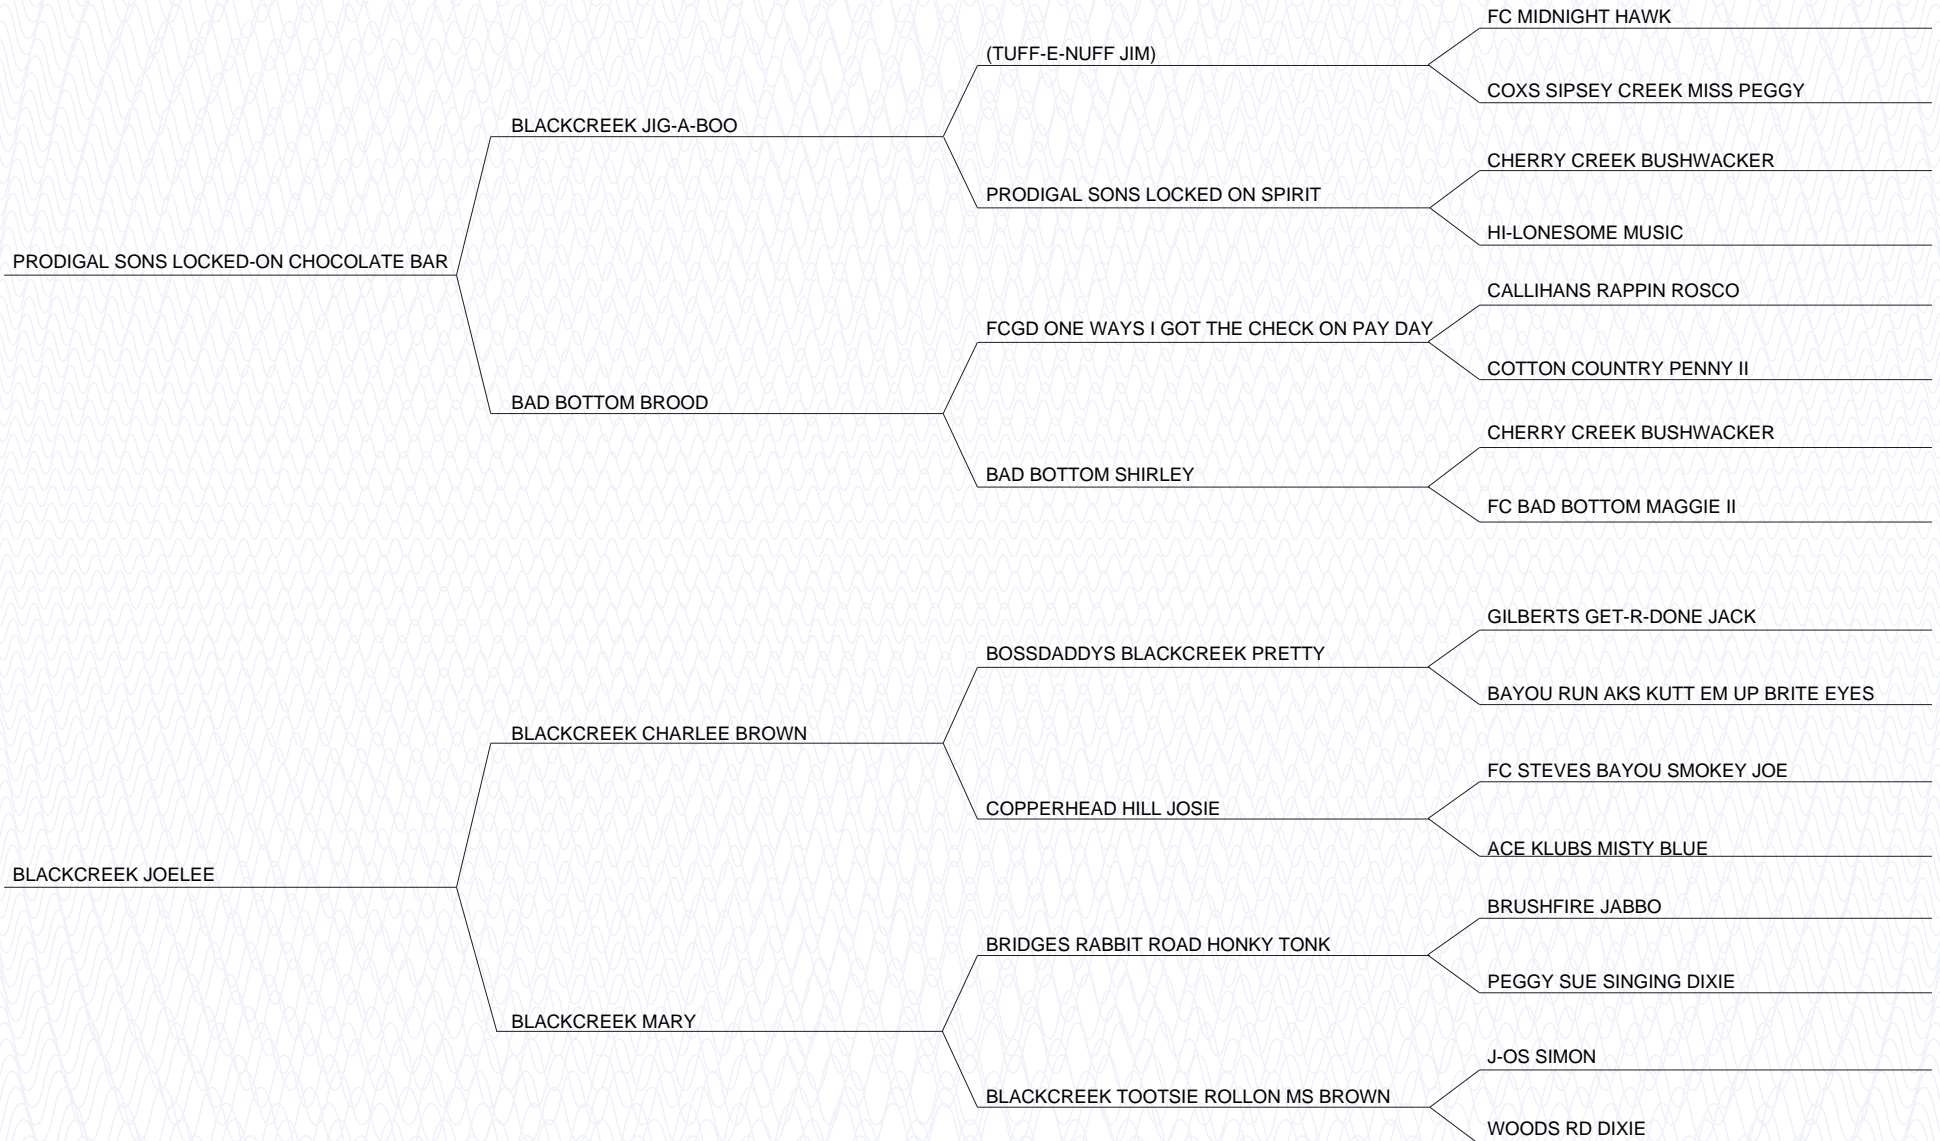 FC MIDNIGHT HAWK
(TUFF-E-NUFF JIM)
COXS SIPSEY CREEK MISS PEGGY
BLACKCREEK JIG-A-BOO
CHERRY CREEK BUSHWACKER
PRODIGAL SONS LOCKED ON SPIRIT
HI-LONESOME MUSIC
PRODIGAL SONS LOCKED-ON CHOCOLATE BAR
CALLIHANS RAPPIN ROSCO
FCGD ONE WAYS I GOT THE CHECK ON PAY DAY
COTTON COUNTRY PENNY II
BAD BOTTOM BROOD
CHERRY CREEK BUSHWACKER
BAD BOTTOM SHIRLEY
FC BAD BOTTOM MAGGIE II
GILBERTS GET-R-DONE JACK
BOSSDADDYS BLACKCREEK PRETTY
BAYOU RUN AKS KUTT EM UP BRITE EYES
BLACKCREEK CHARLEE BROWN
FC STEVES BAYOU SMOKEY JOE
COPPERHEAD HILL JOSIE
ACE KLUBS MISTY BLUE
BLACKCREEK JOELEE
BRUSHFIRE JABBO
BRIDGES RABBIT ROAD HONKY TONK
PEGGY SUE SINGING DIXIE
BLACKCREEK MARY
J-OS SIMON
BLACKCREEK TOOTSIE ROLLON MS BROWN
WOODS RD DIXIE